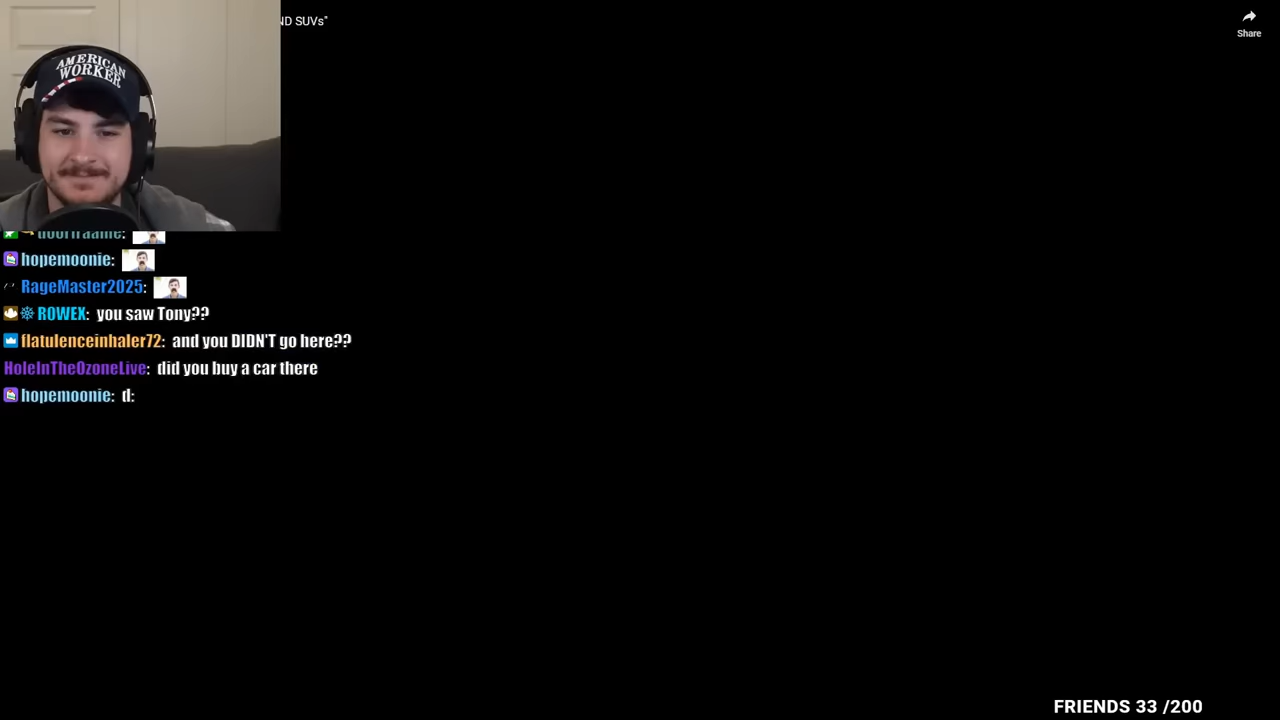 ND SUVs"
Share
AMERICAN
WORKER
doorfraame:
hopemoonie:
RageMaster2025:
ROWEX: you saw Tony??
flatulenceinhaler72: and you DIDN'T go here??
HoleInTheOzoneLive: did you buy a car there
hopemoonie: d:
FRIENDS 33 /200